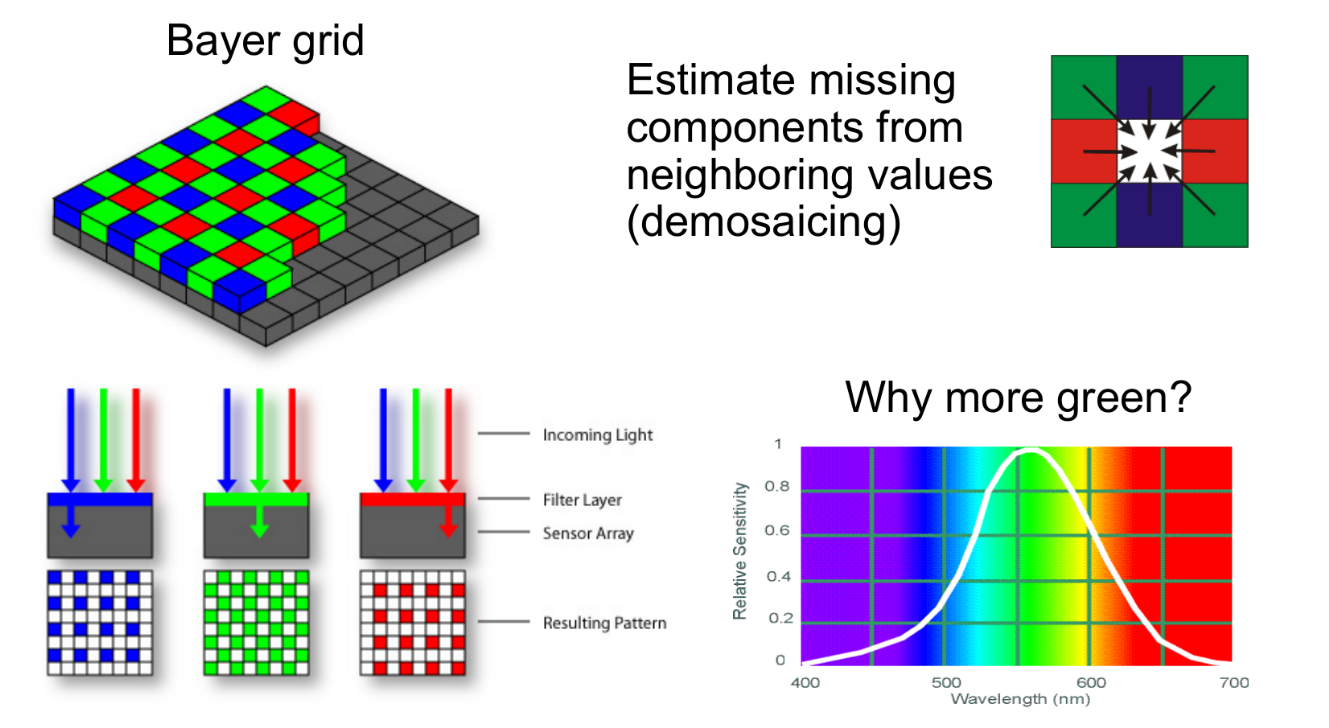 Bayer grid
Estimate missing
components from
neighboring values
(demosaicing)
Incoming Light
Filter Layer
Sensor Array
Resulting Pattern
Why more green?
Relative Sensitivity
1
0.8
0.6
0.4
0.2
0
400
500
600
700
Wavelength (nm)